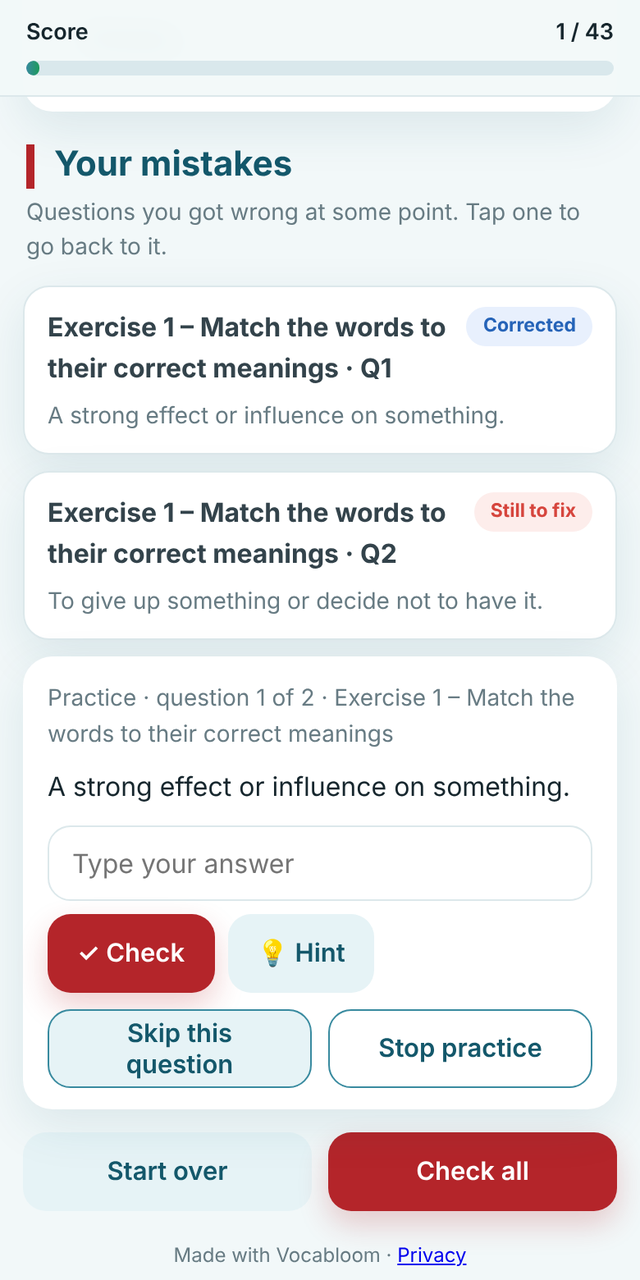 Score 1 / 43
Your mistakes
Questions you got wrong at some point. Tap one to
go back to it.
Exercise 1 – Match the words to Corrected
their correct meanings · Q1
A strong effect or influence on something.
Exercise 1 – Match the words to Still to fix
their correct meanings · Q2
To give up something or decide not to have it.
Practice · question 1 of 2 · Exercise 1 – Match the
words to their correct meanings
A strong effect or influence on something.
Type your answer
✓ Check 💡 Hint
Skip this
question
Stop practice
Start over Check all
Made with Vocabloom · Privacy